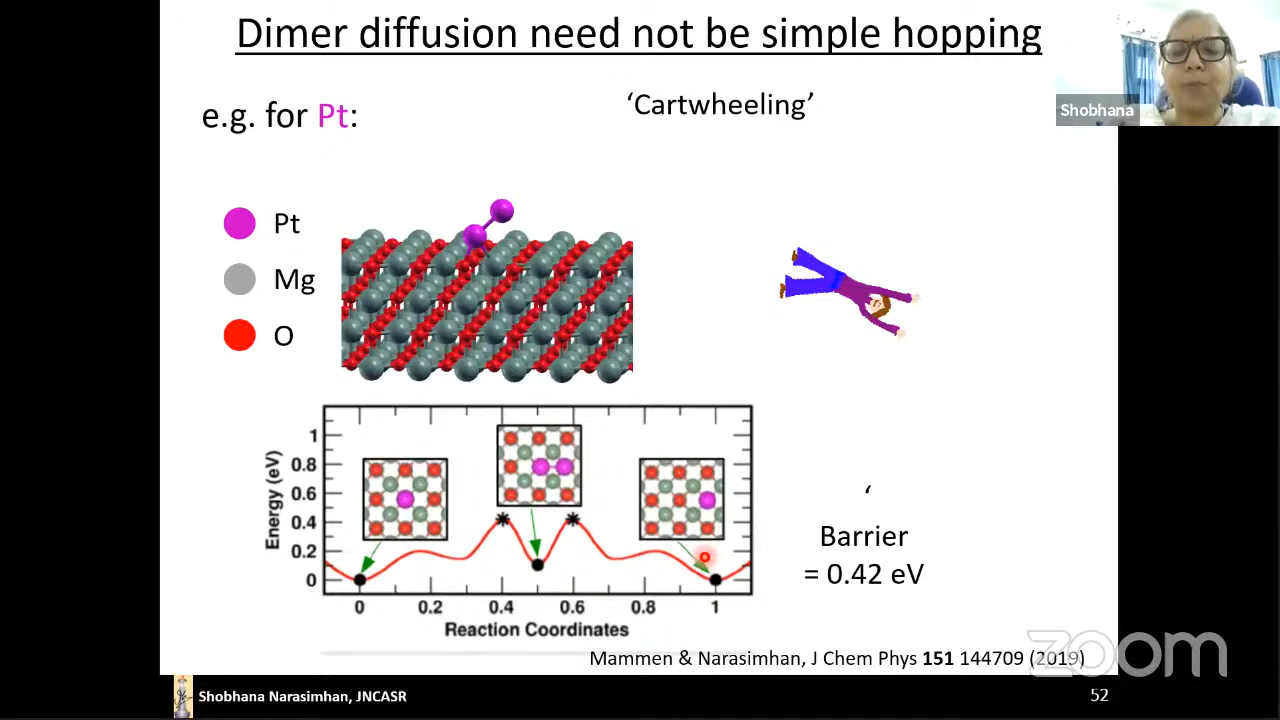 Dimer diffusion need not be simple hopping
e.g. for Pt:
‘Cartwheeling’
Shobhana
Pt
Mg
O
Energy (eV)
1
0.8
0.6
0.4
0.2
0
0 0.2 0.4 0.6 0.8 1
Reaction Coordinates
‘
Barrier
= 0.42 eV
Mammen & Narasimhan, J Chem Phys 151 144709 (2019)
zoom
Shobhana Narasimhan, JNCASR
52